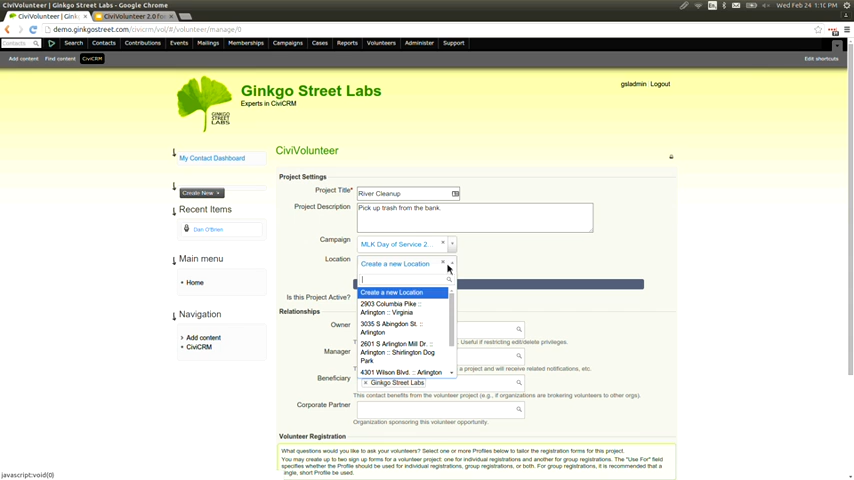 CiviVolunteer | Ginkgo Street Labs - Google Chrome
En
Wed Feb 24 1:10 PM
CiviVolunteer | Gink
CiviVolunteer 2.0 f
demo.ginkgostreet.com/civicrm/vol/#/volunteer/manage/0
Contacts
Search
Contacts
Contributions
Events
Mailings
Memberships
Campaigns
Cases
Reports
Volunteers
Administer
Support
Add content
Find content
CiviCRM
Edit shortcuts
Ginkgo Street Labs
Experts in CiviCRM
GINKGO
STREET
LABS
gsladmin Logout
My Contact Dashboard
Create New
Recent Items
Dan O'Brien
Main menu
Home
Navigation
Add content
CiviCRM
CiviVolunteer
Project Settings
Project Title*
River Cleanup
Project Description
Pick up trash from the bank.
Campaign
MLK Day of Service 2...
Location
Create a new Location
Create a new Location
2903 Columbia Pike ::
Arlington :: Virginia
3035 S Abingdon St. ::
Arlington
2601 S Arlington Mill Dr. ::
Arlington :: Shirlington Dog
Park
4301 Wilson Blvd. :: Arlington
Is this Project Active?
Relationships
Owner
Useful if restricting edit/delete privileges.
Manager
a project and will receive related notifications, etc.
Beneficiary
× Ginkgo Street Labs
This contact benefits from the volunteer project (e.g., if organizations are brokering volunteers to other orgs).
Corporate Partner
Organization sponsoring this volunteer opportunity.
Volunteer Registration
What questions would you like to ask your volunteers? Select one or more Profiles below to tailor the registration forms for this project.
You may create up to two sign up forms for a volunteer project: one for individual registrations and another for group registrations. The "Use For" field
specifies whether the Profile should be used for individual registrations, group registrations, or both. For group registrations, it is recommended that a
single, short Profile be used.
javascript:void(0)